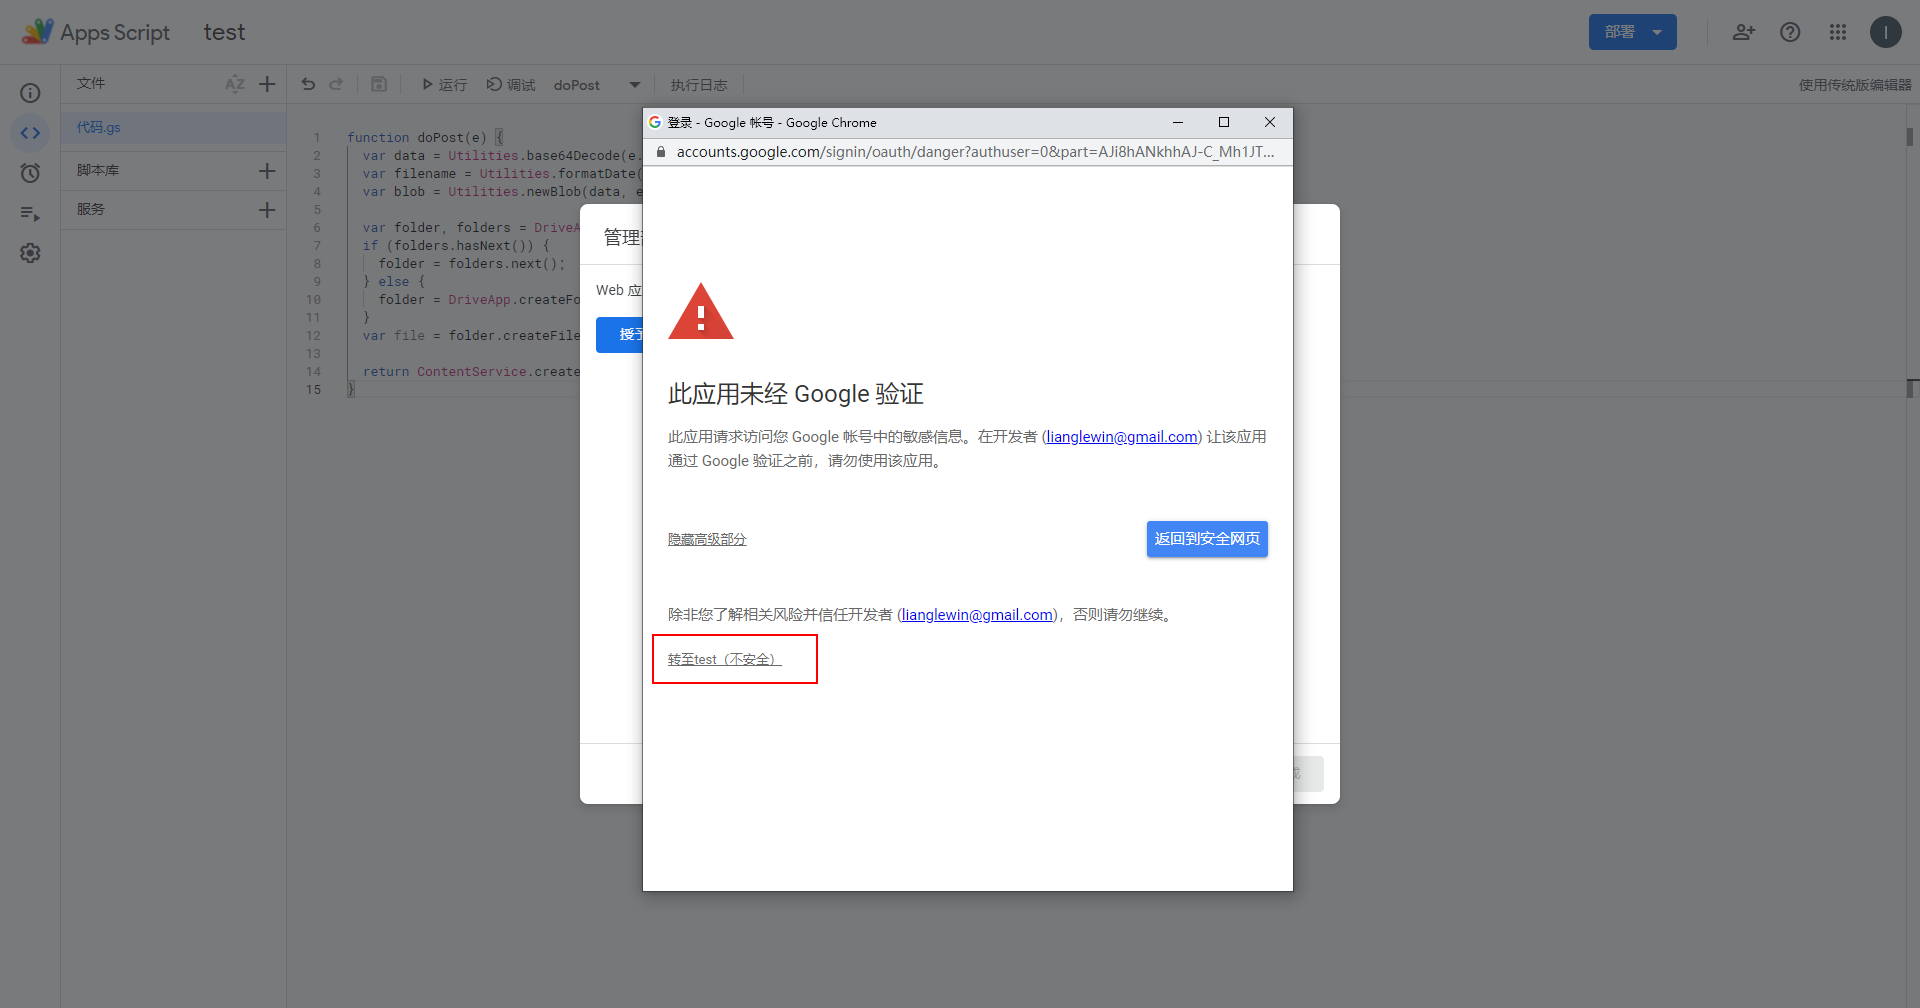 Apps Script test 部署 I
文件
运行 调试 doPost 执行日志 使用传统版编辑器
代码.gs
脚本库
服务
1 function doPost(e) {
2 var data = Utilities.base64Decode(e.
3 var filename = Utilities.formatDate(
4 var blob = Utilities.newBlob(data, e
5
6 var folder, folders = DriveA
7 if (folders.hasNext()) {
8 folder = folders.next();
9 } else {
10 folder = DriveApp.createFo
11 }
12 var file = folder.createFile
13
14 return ContentService.create
15 }
管理
Web 应
授予
登录 - Google 帐号 - Google Chrome
accounts.google.com/signin/oauth/danger?authuser=0&part=AJi8hANkhhAJ-C_Mh1JT...
此应用未经 Google 验证
此应用请求访问您 Google 帐号中的敏感信息。在开发者 (lianglewin@gmail.com) 让该应用
通过 Google 验证之前，请勿使用该应用。
隐藏高级部分 返回到安全网页
除非您了解相关风险并信任开发者 (lianglewin@gmail.com)，否则请勿继续。
转至test（不安全）